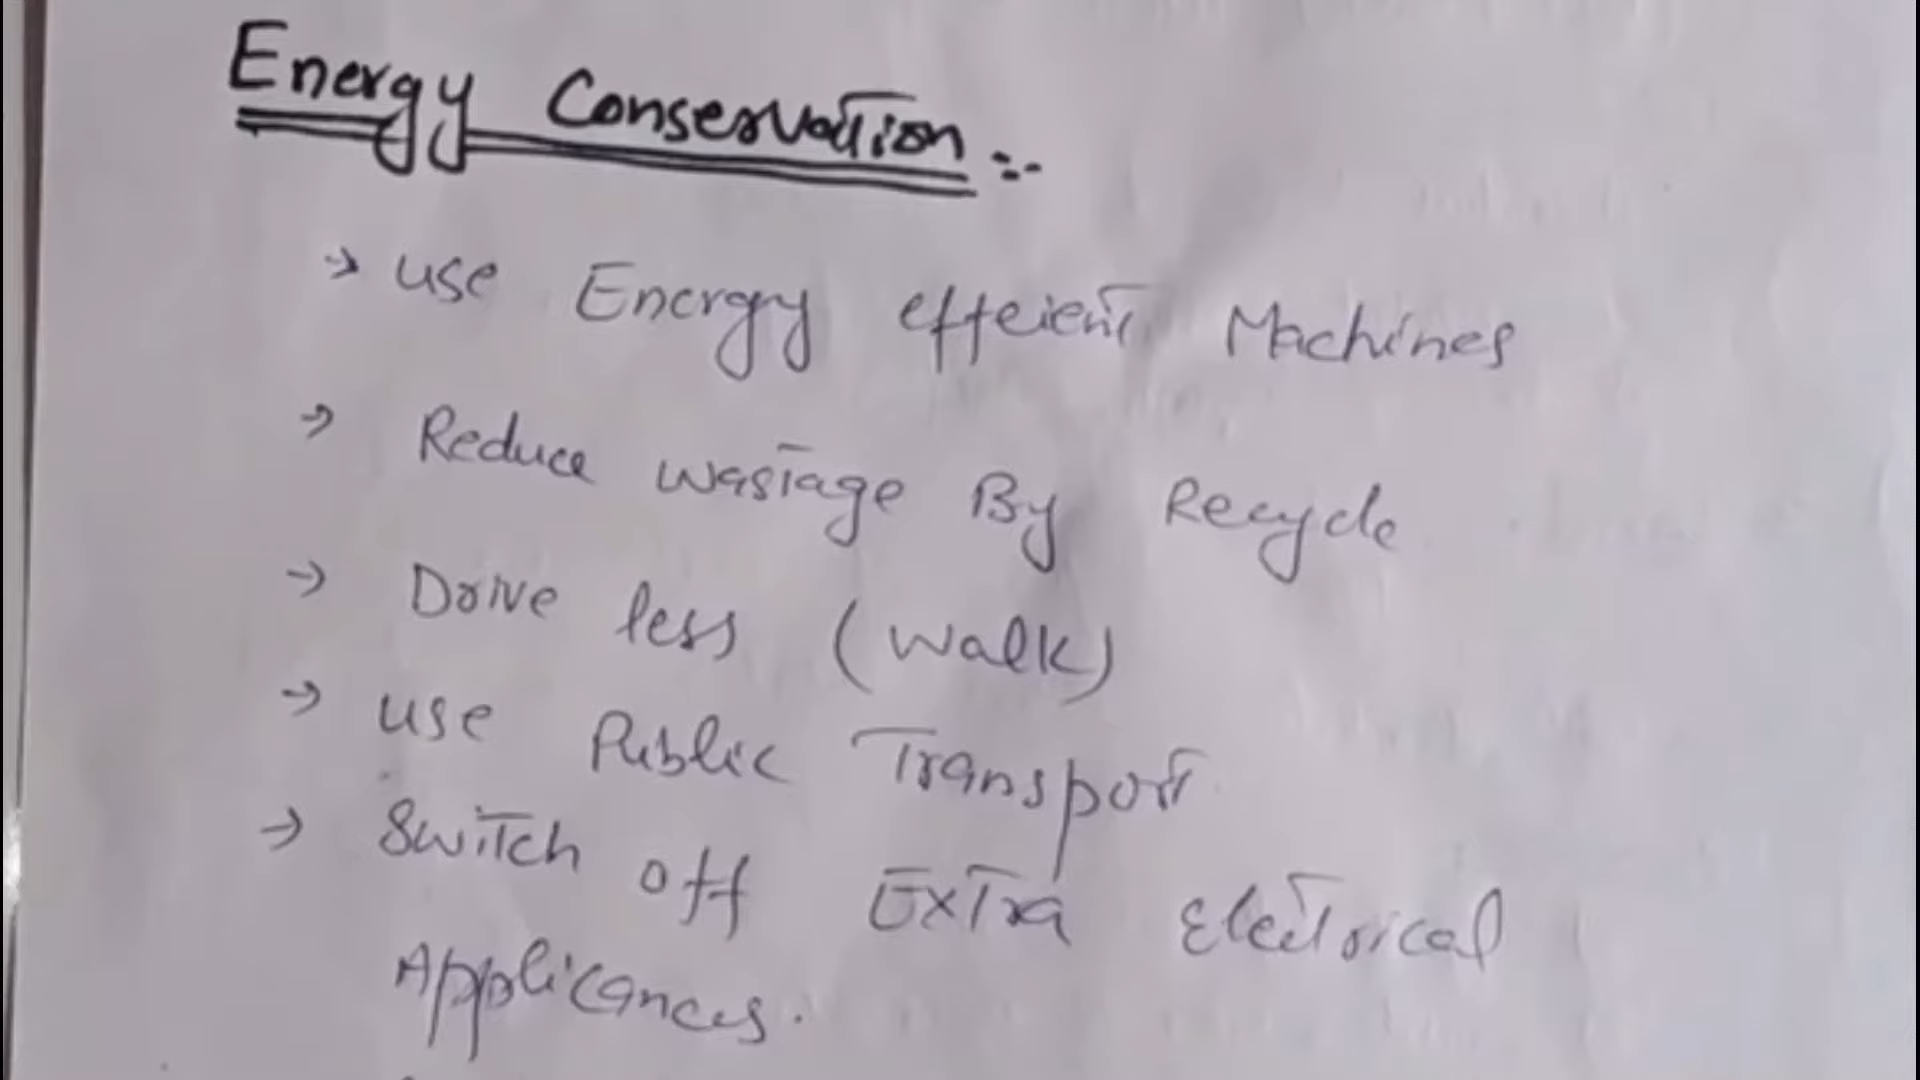 Energy Conservation :-
→ use Energy effeient Machines
→ Reduce wastage By Recycle
→ Drive less (walk)
→ use Public Transport
→ Switch off Extra Electrical
Applicances.